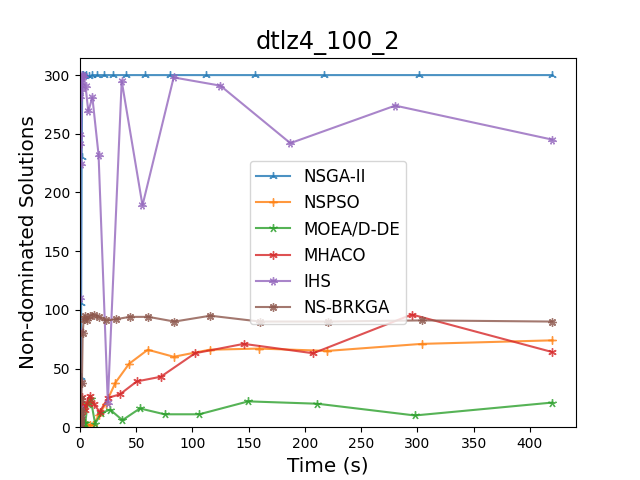 dtlz4_100_2
Non-dominated Solutions
300
250
200
150
100
50
0
NSGA-II
NSPSO
MOEA/D-DE
MHACO
IHS
NS-BRKGA
0 50 100 150 200 250 300 350 400
Time (s)